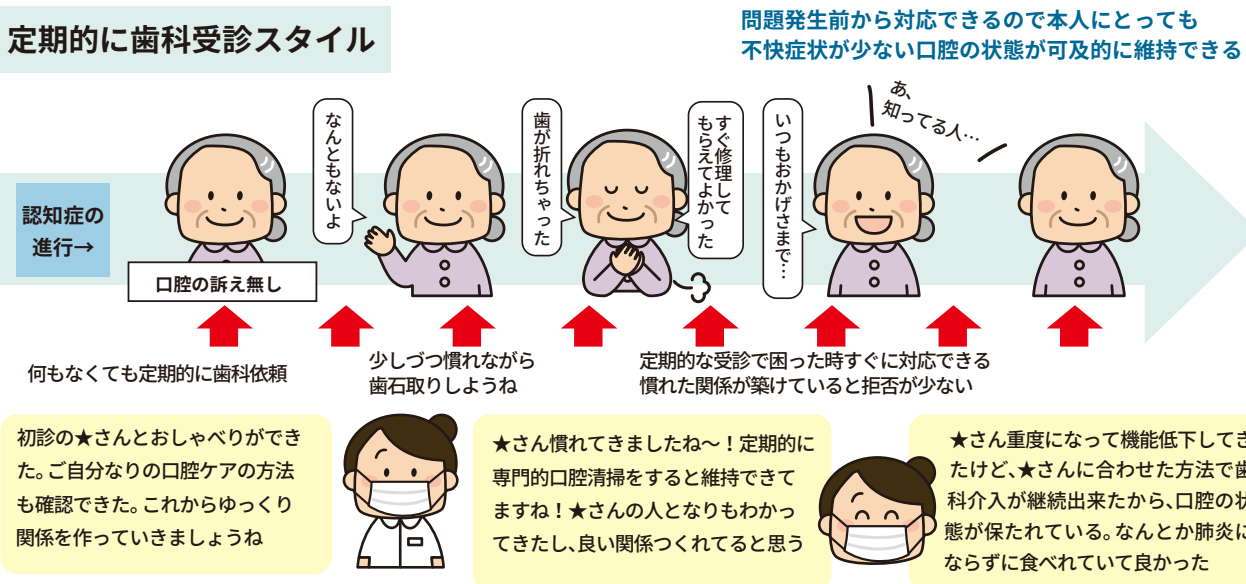 定期的に歯科受診スタイル
問題発生前から対応できるので本人にとっても
不快症状が少ない口腔の状態が可及的に維持できる
認知症の
進行→
口腔の訴え無し
なんともないよ
歯が折れちゃった
すぐ修理して
もらえてよかった
いつもおかげさまで…
あ、
知ってる人…
何もなくても定期的に歯科依頼
少しづつ慣れながら
歯石取りしようね
定期的な受診で困った時すぐに対応できる
慣れた関係が築けていると拒否が少ない
初診の★さんとおしゃべりができ
た。ご自分なりの口腔ケアの方法
も確認できた。これからゆっくり
関係を作っていきましょうね
★さん慣れてきましたね〜！定期的に
専門的口腔清掃をすると維持できて
ますね！★さんの人となりもわかっ
てきたし、良い関係つくれてると思う
★さん重度になって機能低下してき
たけど、★さんに合わせた方法で歯
科介入が継続出来たから、口腔の状
態が保たれている。なんとか肺炎に
ならずに食べれていて良かった